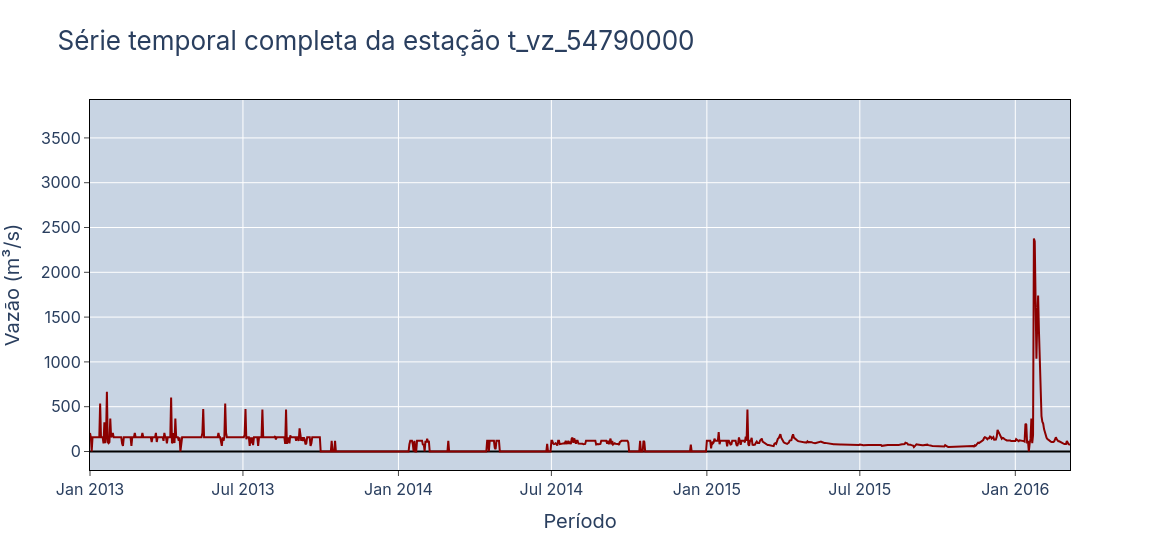 Série temporal completa da estação t_vz_54790000
Vazão (m³/s)
3500
3000
2500
2000
1500
1000
500
0
Jan 2013
Jul 2013
Jan 2014
Jul 2014
Jan 2015
Jul 2015
Jan 2016
Período